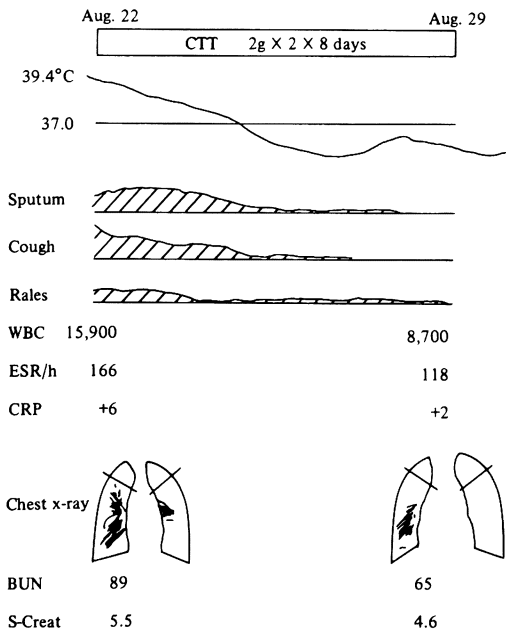 Aug. 22 Aug. 29
CTT 2g × 2 × 8 days
39.4°C
37.0
Sputum
Cough
Rales
WBC 15,900 8,700
ESR/h 166 118
CRP +6 +2
Chest x-ray
BUN 89 65
S-Creat 5.5 4.6